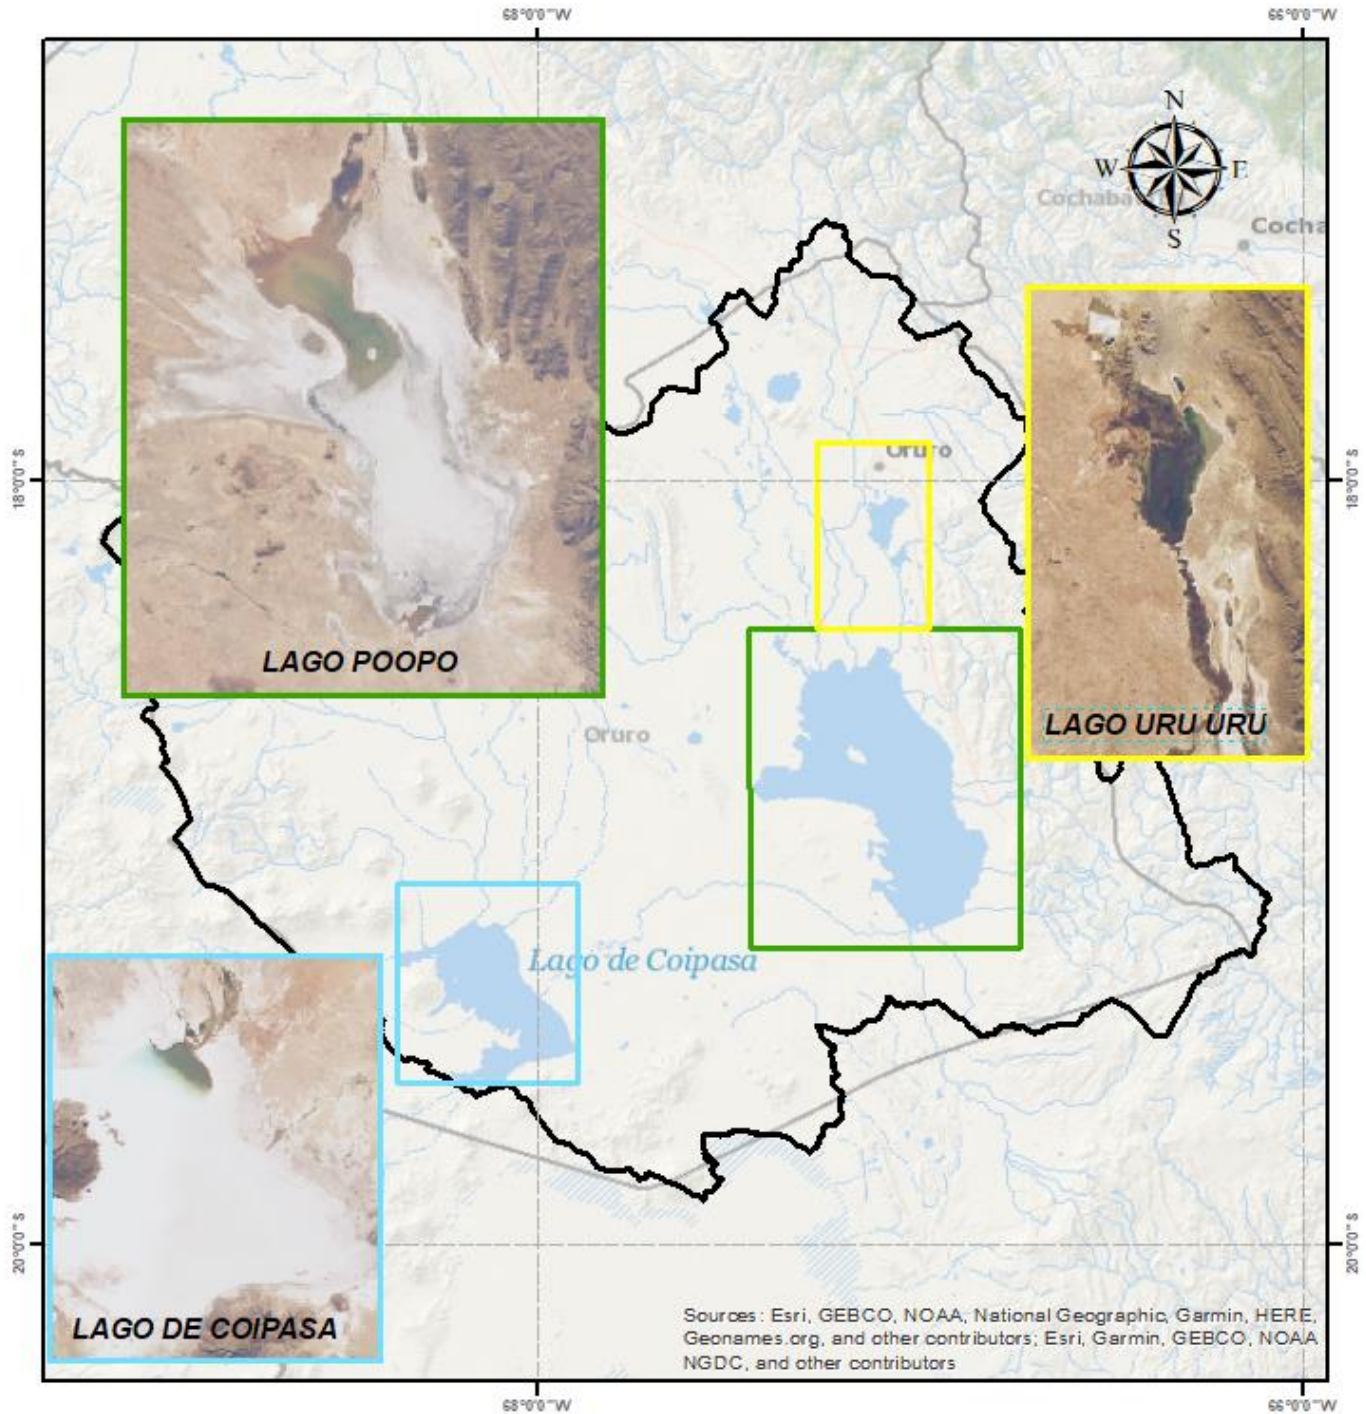 68°0'0"W
66°0'0"W
N
W
E
S
Cochaba
Cocha
Oruro
18°0'0"S
18°0'0"S
LAGO POOPO
LAGO URU URU
Oruro
Lago de Coipasa
20°0'0"S
20°0'0"S
LAGO DE COIPASA
Sources: Esri, GEBCO, NOAA, National Geographic, Garmin, HERE,
Geonames.org, and other contributors; Esri, Garmin, GEBCO, NOAA
NGDC, and other contributors
68°0'0"W
66°0'0"W